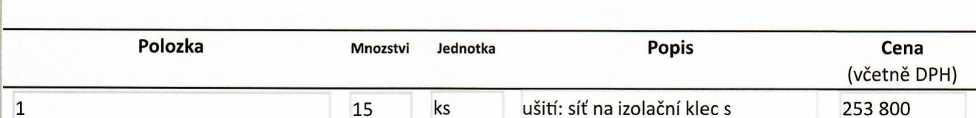 Polozka Mnozstvi Jednotka Popis Cena
(včetně DPH)
1 15 ks ušití: síť na izolační klec s 253 800